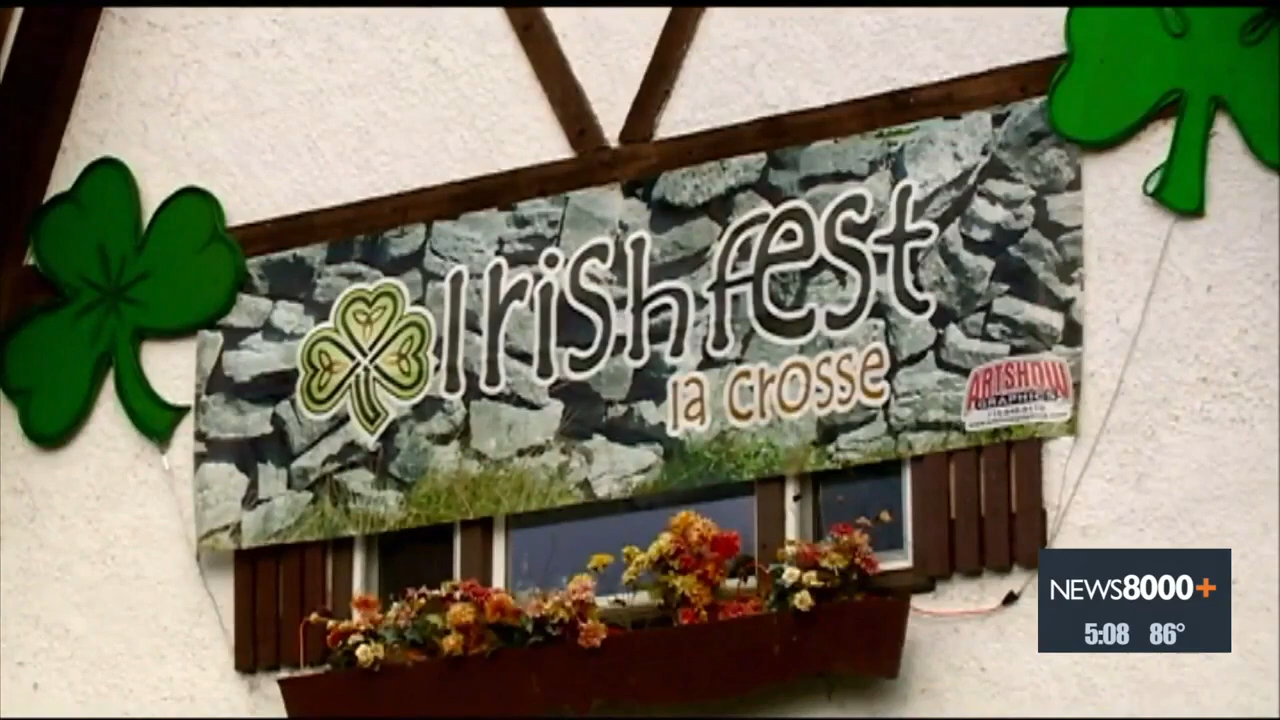 Irishfest
la crosse
ARTSHOW
GRAPHICS
NEWS8000+
5:08 86°